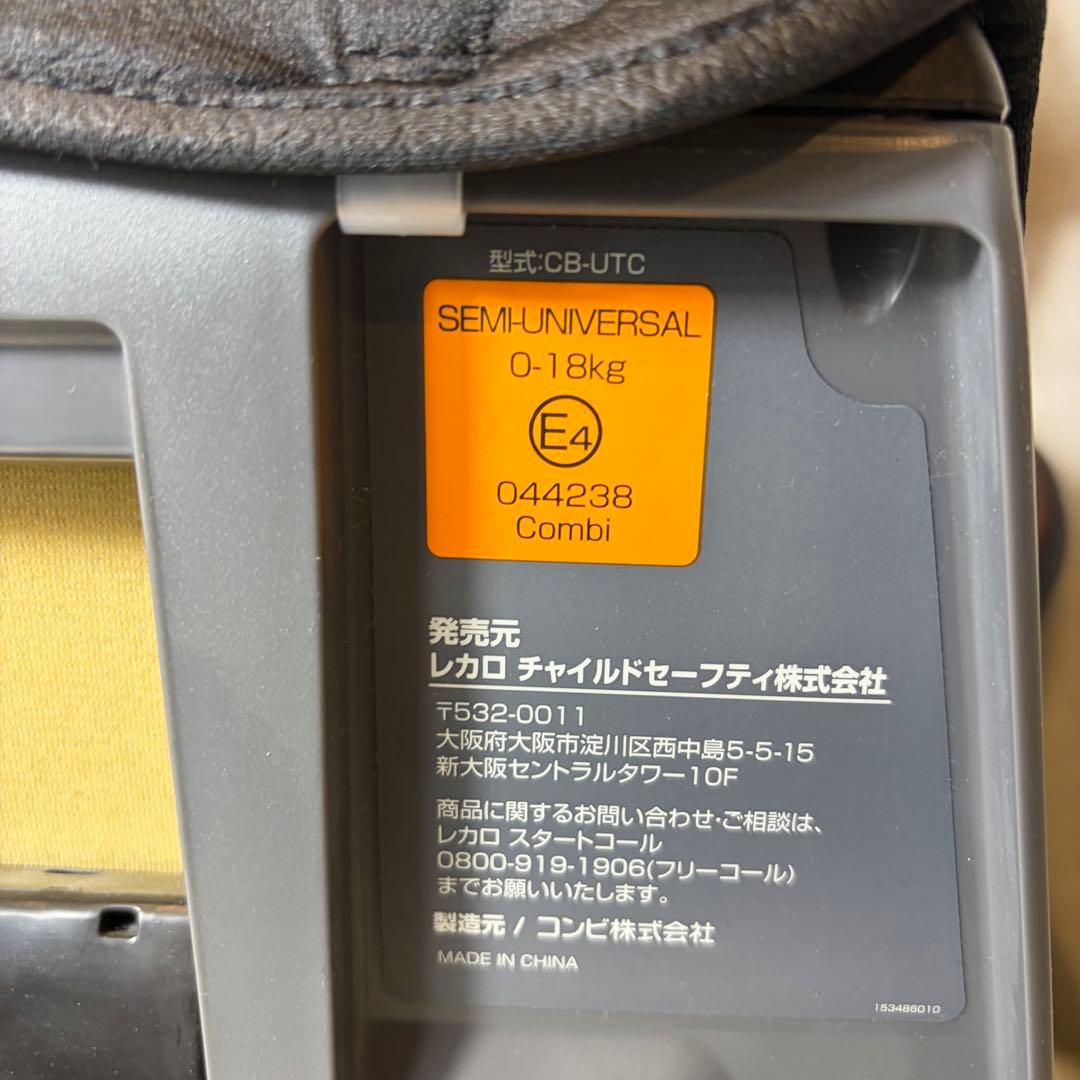 型式:CB-UTC
SEMI-UNIVERSAL
0-18kg
E4
044238
Combi
発売元
レカロ チャイルドセーフティ株式会社
〒532-0011
大阪府大阪市淀川区西中島5-5-15
新大阪セントラルタワー10F
商品に関するお問い合わせ・ご相談は、
レカロ スタートコール
0800-919-1906(フリーコール)
までお願いいたします。
製造元 / コンビ株式会社
MADE IN CHINA
153486010